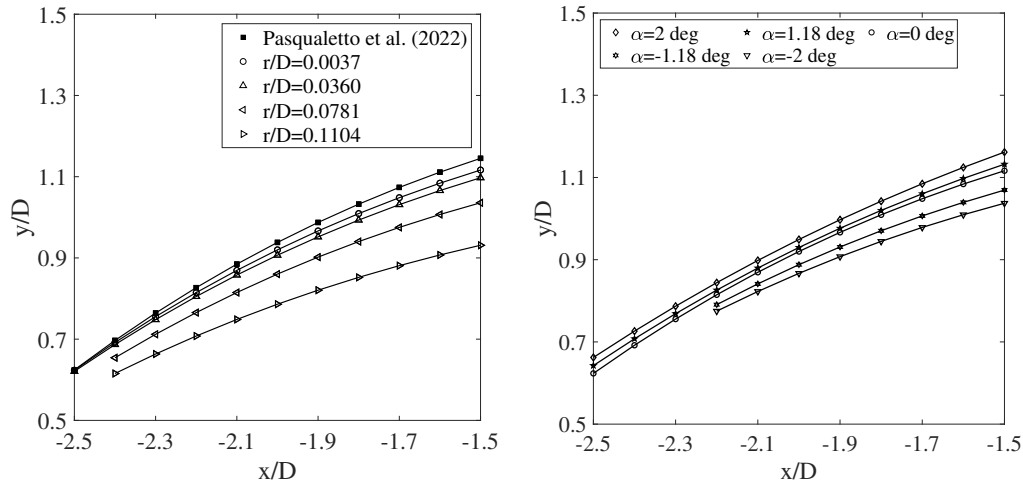 1.5
1.3
1.1
0.9
0.7
0.5
y/D
-2.5 -2.3 -2.1 -1.9 -1.7 -1.5
x/D
Pasqualetto et al. (2022)
r/D=0.0037
r/D=0.0360
r/D=0.0781
r/D=0.1104
1.5
1.3
1.1
0.9
0.7
0.5
y/D
-2.5 -2.3 -2.1 -1.9 -1.7 -1.5
x/D
α=2 deg α=1.18 deg α=0 deg
α=-1.18 deg α=-2 deg